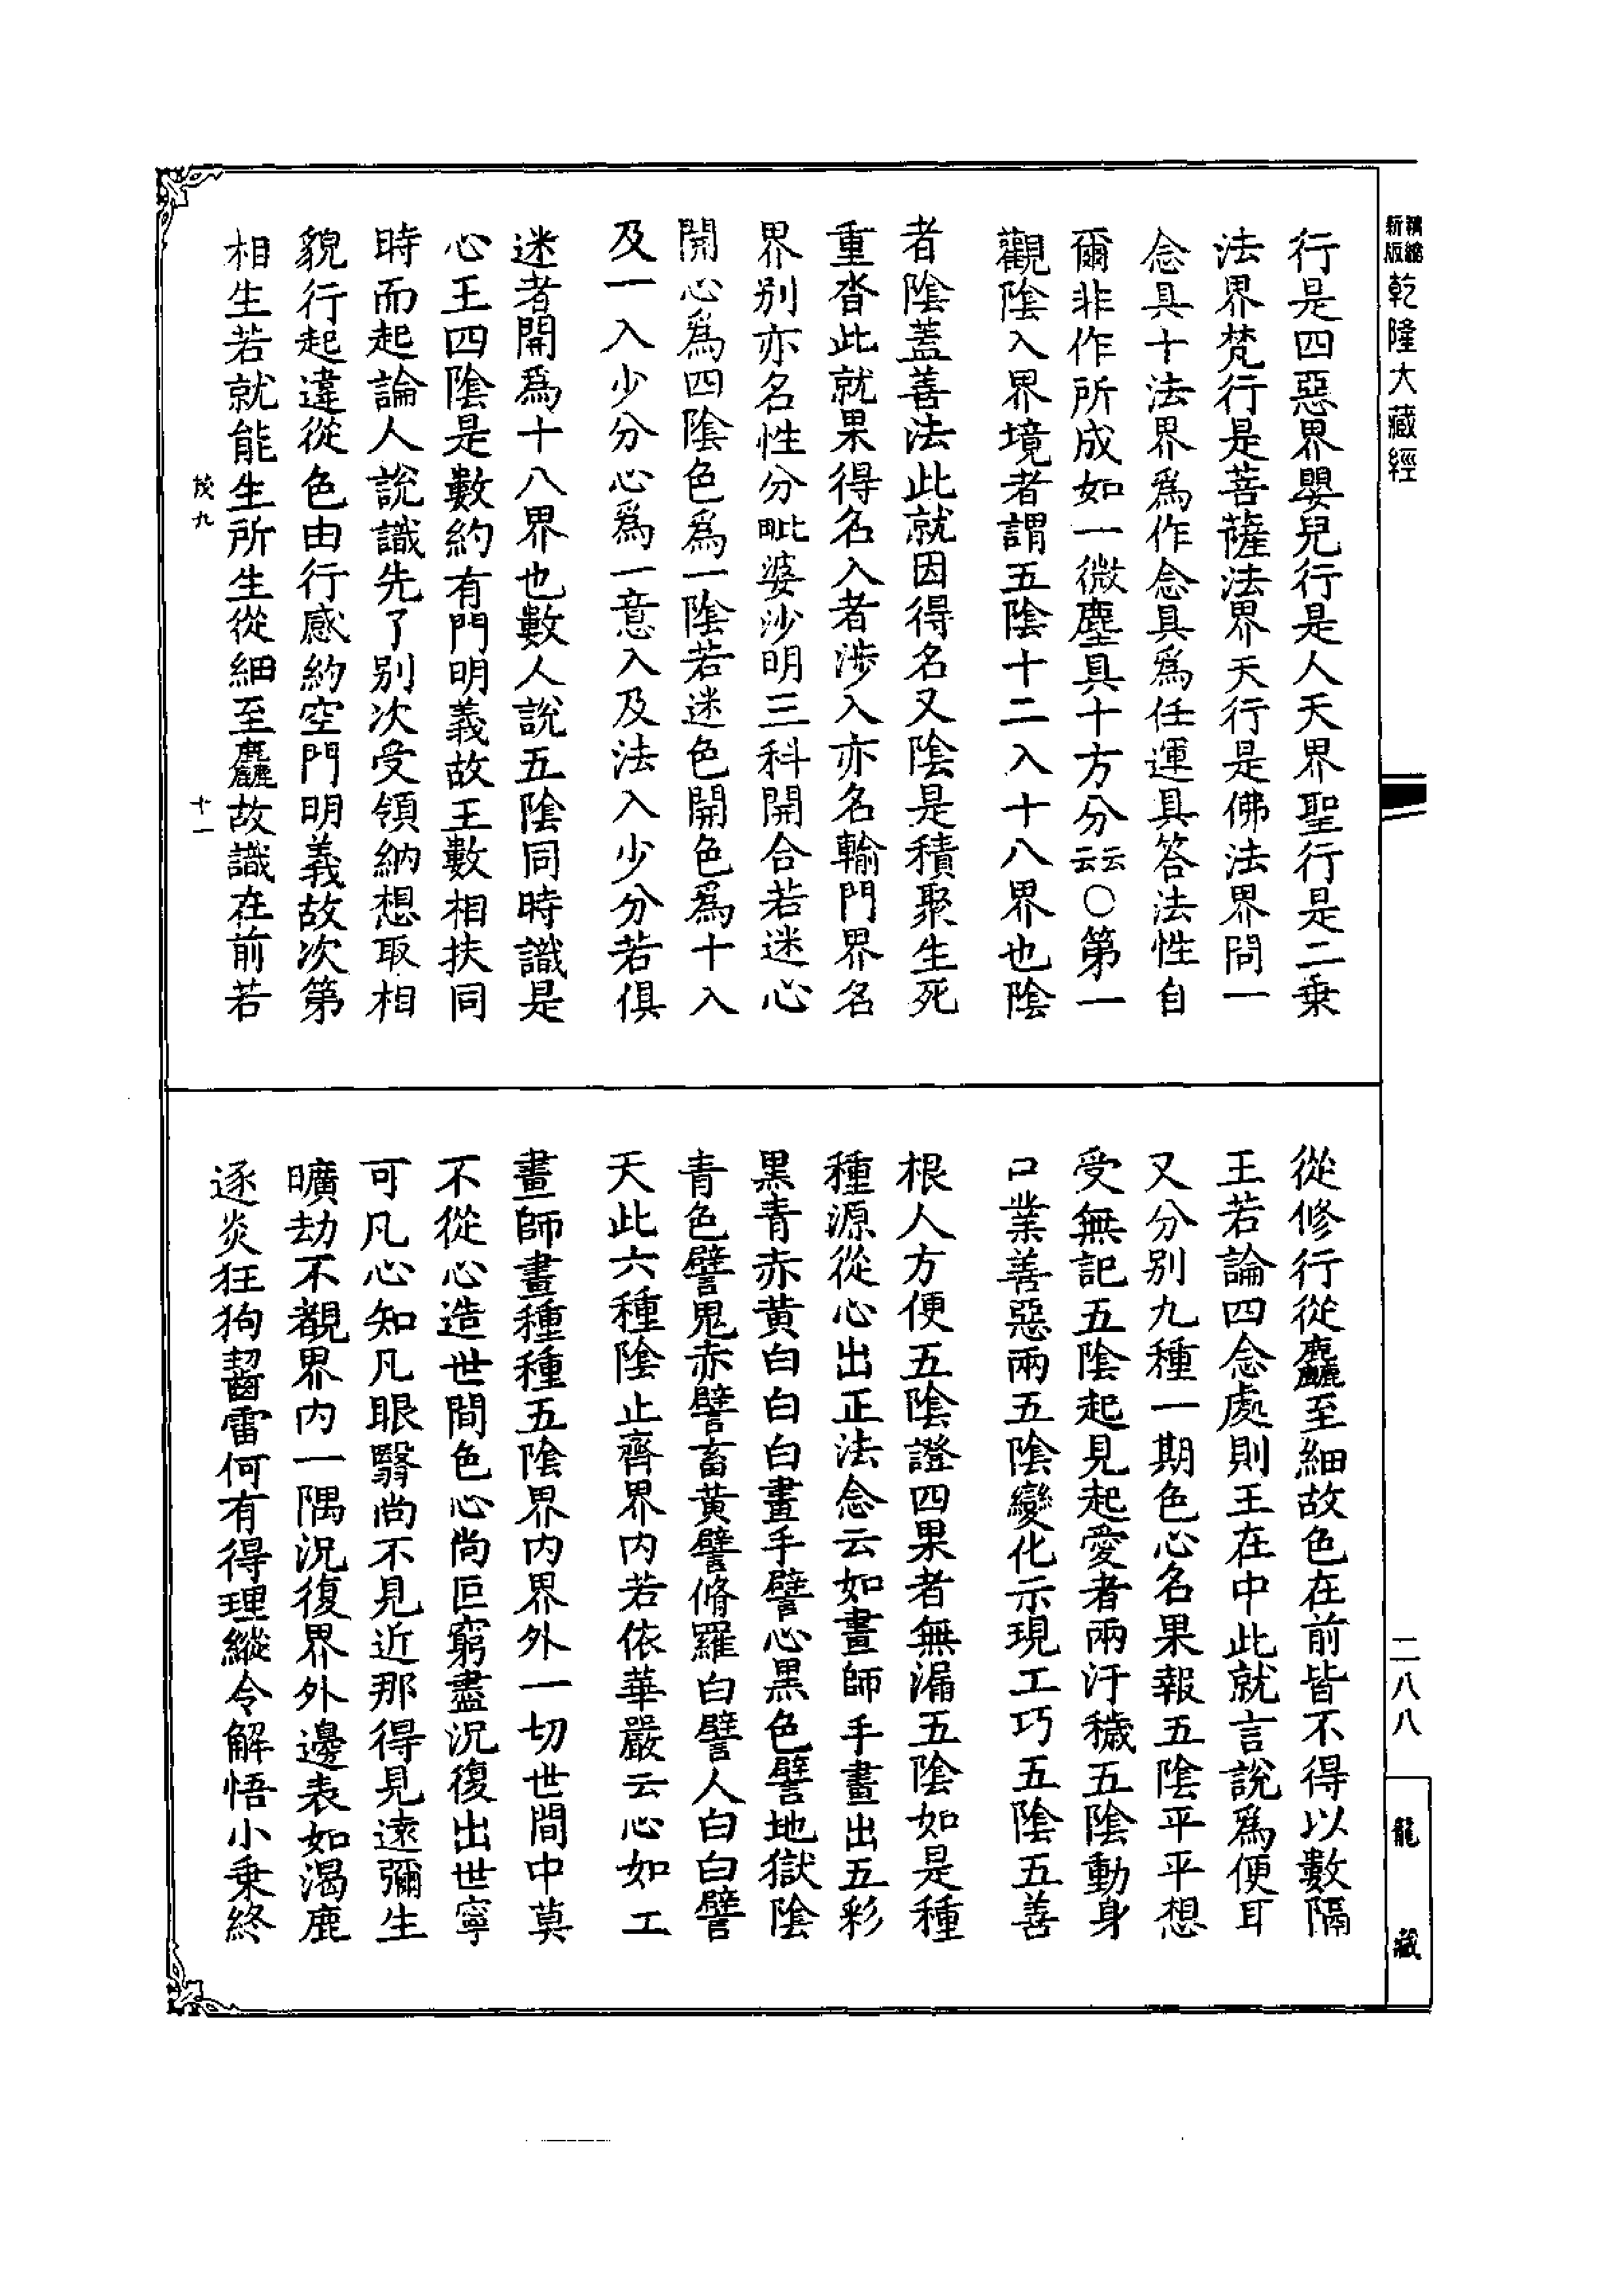 精縮
新版
乾隆大藏經
行是四惡界嬰兒行是人天界聖行是二乘
法界梵行是菩薩法界天行是佛法界問一
念具十法界爲作念具爲任運具答法性自
爾非作所成如一微塵具十方分云云○第一
觀陰入界境者謂五陰十二入十八界也陰
者陰蓋善法此就因得名又陰是積聚生死
重沓此就果得名入者涉入亦名輸門界名
界别亦名性分毗婆沙明三科開合若迷心
開心爲四陰色爲一陰若迷色開色爲十入
及一入少分心爲一意入及法入少分若俱
迷者開爲十八界也數人說五陰同時識是
心王四陰是數約有門明義故王數相扶同
時而起論人說識先了别次受領納想取相
貌行起違從色由行感約空門明義故次第
相生若就能生所生從細至麤故識在前若
茂九
十一
從修行從麤至細故色在前皆不得以數隔
王若論四念處則王在中此就言說爲便耳
又分别九種一期色心名果報五陰平平想
受無記五陰起見起愛者兩汙穢五陰動身
口業善惡兩五陰變化示現工巧五陰五善
根人方便五陰證四果者無漏五陰如是種
種源從心出正法念云如畫師手畫出五彩
黑青赤黄白白白畫手譬心黑色譬地獄陰
青色譬鬼赤譬畜黄譬脩羅白譬人白白譬
天此六種陰止齊界内若依華嚴云心如工
畫師畫種種五陰界内界外一切世間中莫
不從心造世間色心尚叵窮盡況復出世寧
可凡心知凡眼翳尚不見近那得見遠彌生
曠劫不覩界内一隅況復界外邊表如渴鹿
逐炎狂狗齧雷何有得理縱令解悟小乘終
二八八
龍藏